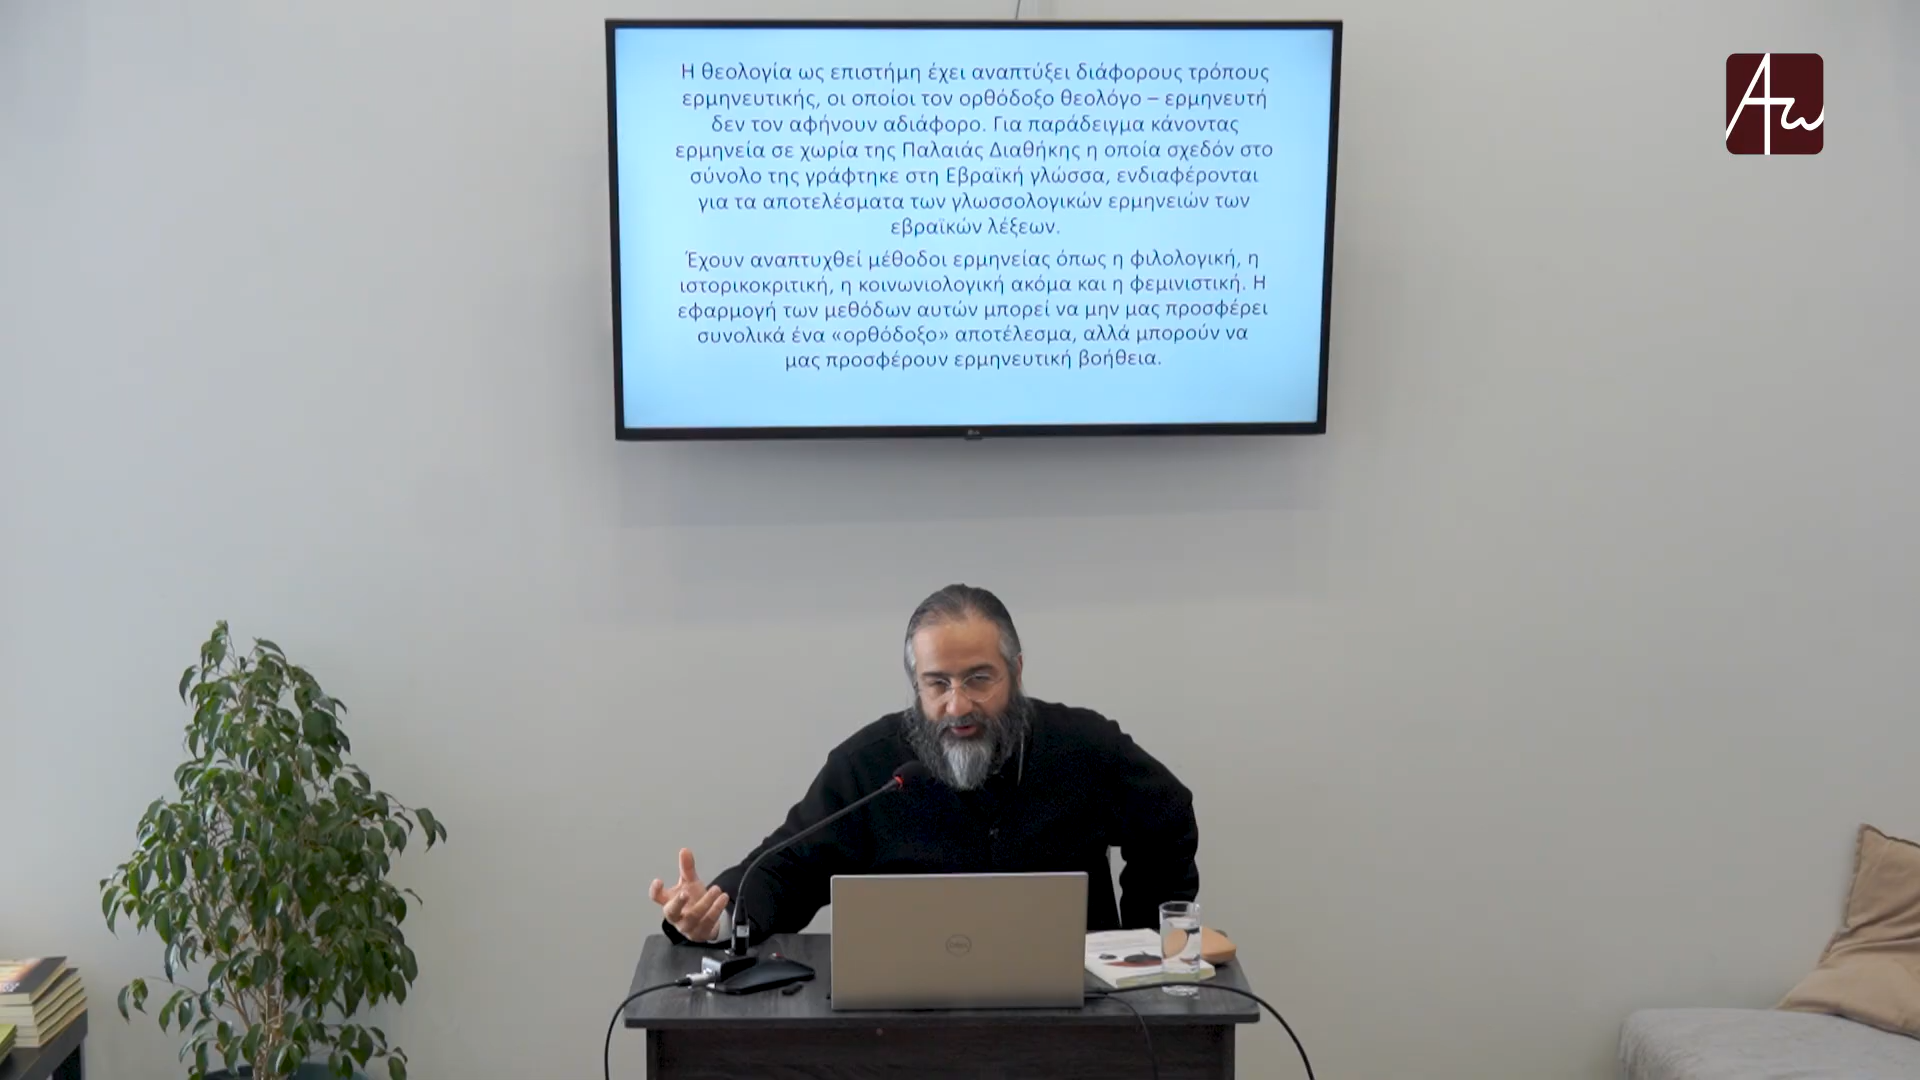 Η θεολογία ως επιστήμη έχει αναπτύξει διάφορους τρόπους
ερμηνευτικής, οι οποίοι τον ορθόδοξο θεολόγο – ερμηνευτή
δεν τον αφήνουν αδιάφορο. Για παράδειγμα κάνοντας
ερμηνεία σε χωρία της Παλαιάς Διαθήκης η οποία σχεδόν στο
σύνολο της γράφτηκε στη Εβραϊκή γλώσσα, ενδιαφέρονται
για τα αποτελέσματα των γλωσσολογικών ερμηνειών των
εβραϊκών λέξεων.
Έχουν αναπτυχθεί μέθοδοι ερμηνείας όπως η φιλολογική, η
ιστορικοκριτική, η κοινωνιολογική ακόμα και η φεμινιστική. Η
εφαρμογή των μεθόδων αυτών μπορεί να μην μας προσφέρει
συνολικά ένα «ορθόδοξο» αποτέλεσμα, αλλά μπορούν να
μας προσφέρουν ερμηνευτική βοήθεια.
Αω
LG
DELL